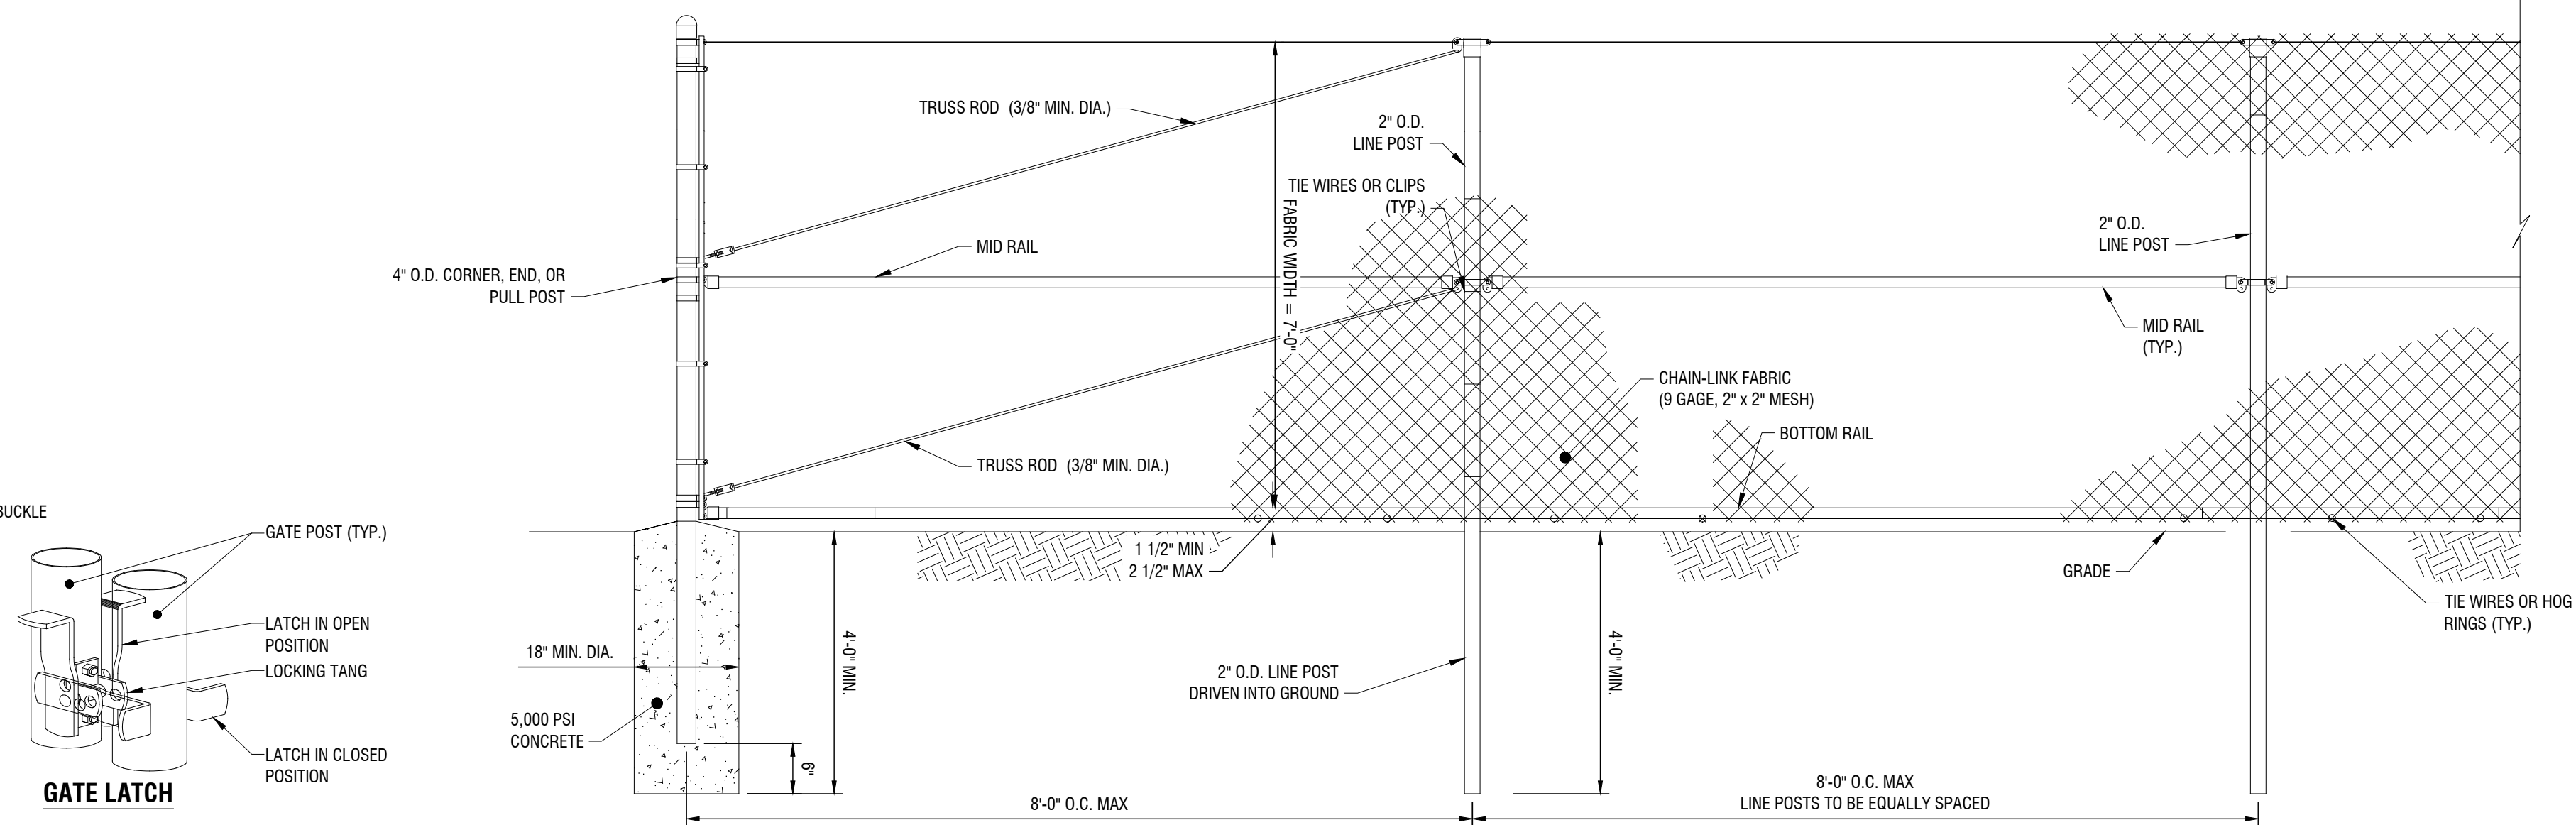 TRUSS ROD (3/8" MIN. DIA.)
2" O.D.
LINE POST
TIE WIRES OR CLIPS
(TYP.)
FABRIC WIDTH = 7'-0"
MID RAIL
4" O.D. CORNER, END, OR
PULL POST
2" O.D.
LINE POST
MID RAIL
(TYP.)
CHAIN-LINK FABRIC
(9 GAGE, 2" x 2" MESH)
BOTTOM RAIL
TRUSS ROD (3/8" MIN. DIA.)
BUCKLE
GATE POST (TYP.)
LATCH IN OPEN
POSITION
LOCKING TANG
LATCH IN CLOSED
POSITION
GATE LATCH
1 1/2" MIN
2 1/2" MAX
GRADE
TIE WIRES OR HOG
RINGS (TYP.)
18" MIN. DIA.
4'-0" MIN.
4'-0" MIN.
2" O.D. LINE POST
DRIVEN INTO GROUND
5,000 PSI
CONCRETE
6"
8'-0" O.C. MAX
8'-0" O.C. MAX
LINE POSTS TO BE EQUALLY SPACED